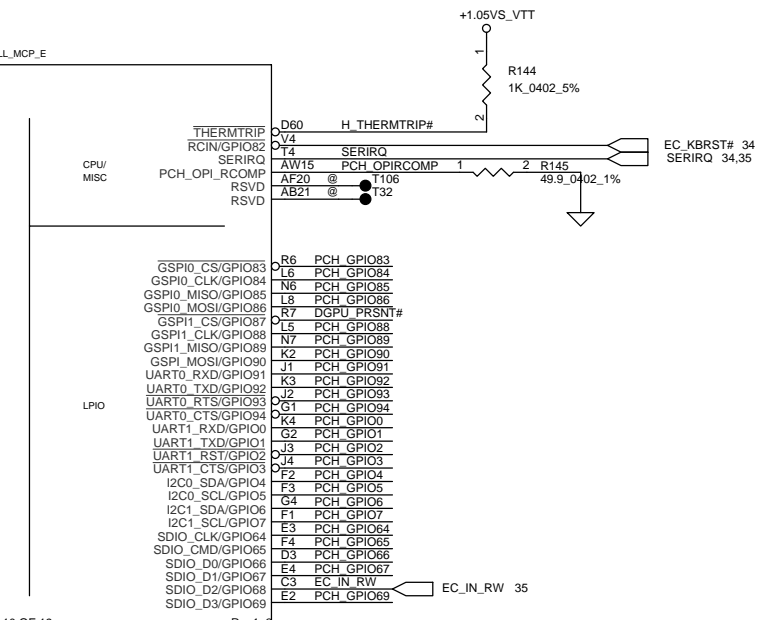 +1.05VS_VTT
LL_MCP_E
1
R144
1K_0402_5%
2
THERMTRIP D60 H_THERMTRIP#
RCIN/GPIO82 V4 EC_KBRST# 34
SERIRQ T4 SERIRQ SERIRQ 34,35
CPU/
MISC
PCH_OPI_RCOMP AW15 PCH_OPIRCOMP 1 2 R145
49.9_0402_1%
RSVD AF20 @ T106
RSVD AB21 @ T32
GSPI0_CS/GPIO83 R6 PCH_GPIO83
GSPI0_CLK/GPIO84 L6 PCH_GPIO84
GSPI0_MISO/GPIO85 N6 PCH_GPIO85
GSPI0_MOSI/GPIO86 L8 PCH_GPIO86
GSPI1_CS/GPIO87 R7 DGPU_PRSNT#
GSPI1_CLK/GPIO88 L5 PCH_GPIO88
GSPI1_MISO/GPIO89 N7 PCH_GPIO89
GSPI_MOSI/GPIO90 K2 PCH_GPIO90
UART0_RXD/GPIO91 J1 PCH_GPIO91
UART0_TXD/GPIO92 K3 PCH_GPIO92
UART0_RTS/GPIO93 J2 PCH_GPIO93
LPIO
UART0_CTS/GPIO94 G1 PCH_GPIO94
UART1_RXD/GPIO0 K4 PCH_GPIO0
UART1_TXD/GPIO1 G2 PCH_GPIO1
UART1_RST/GPIO2 J3 PCH_GPIO2
UART1_CTS/GPIO3 J4 PCH_GPIO3
I2C0_SDA/GPIO4 F2 PCH_GPIO4
I2C0_SCL/GPIO5 F3 PCH_GPIO5
I2C1_SDA/GPIO6 G4 PCH_GPIO6
I2C1_SCL/GPIO7 F1 PCH_GPIO7
SDIO_CLK/GPIO64 E3 PCH_GPIO64
SDIO_CMD/GPIO65 F4 PCH_GPIO65
SDIO_D0/GPIO66 D3 PCH_GPIO66
SDIO_D1/GPIO67 E4 PCH_GPIO67
SDIO_D2/GPIO68 C3 EC_IN_RW EC_IN_RW 35
SDIO_D3/GPIO69 E2 PCH_GPIO69